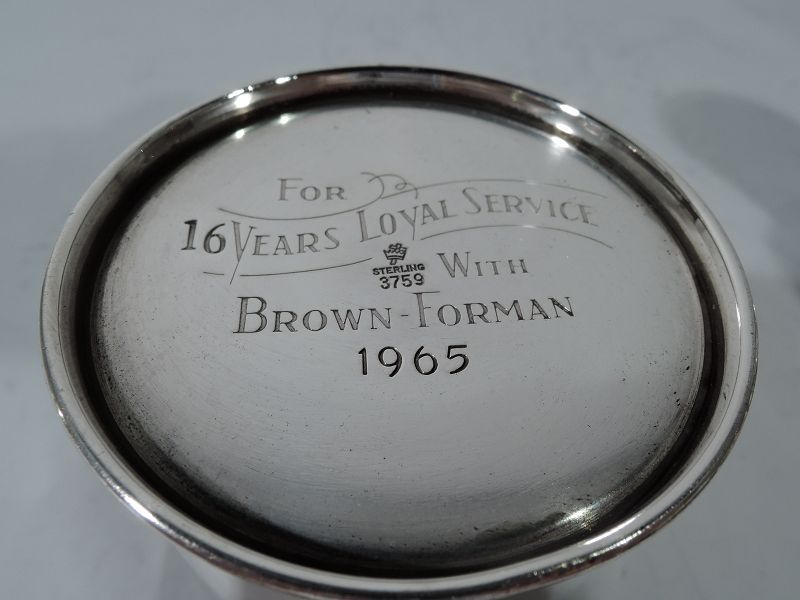 FOR
16 YEARS LOYAL SERVICE
STERLING
3759
WITH
BROWN-FORMAN
1965